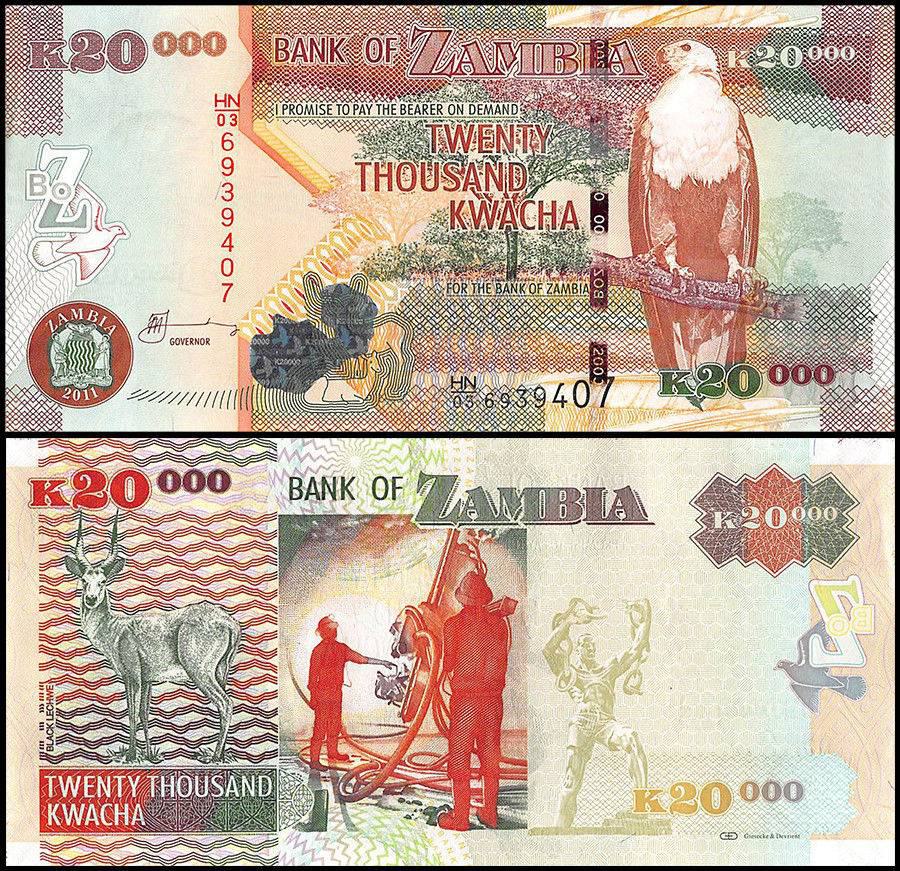 K20 000
BANK OF ZAMBIA
K20 000
I PROMISE TO PAY THE BEARER ON DEMAND
TWENTY
THOUSAND
KWACHA
HN
03
6939407
BoZ
FOR THE BANK OF ZAMBIA
ZAMBIA
2011
GOVERNOR
HN
03 6939407
K20 000
K20 000
BANK OF ZAMBIA
K20 000
BoZ
BLACK LECHWE
TWENTY THOUSAND
KWACHA
K20 000
Giesecke & Devrient